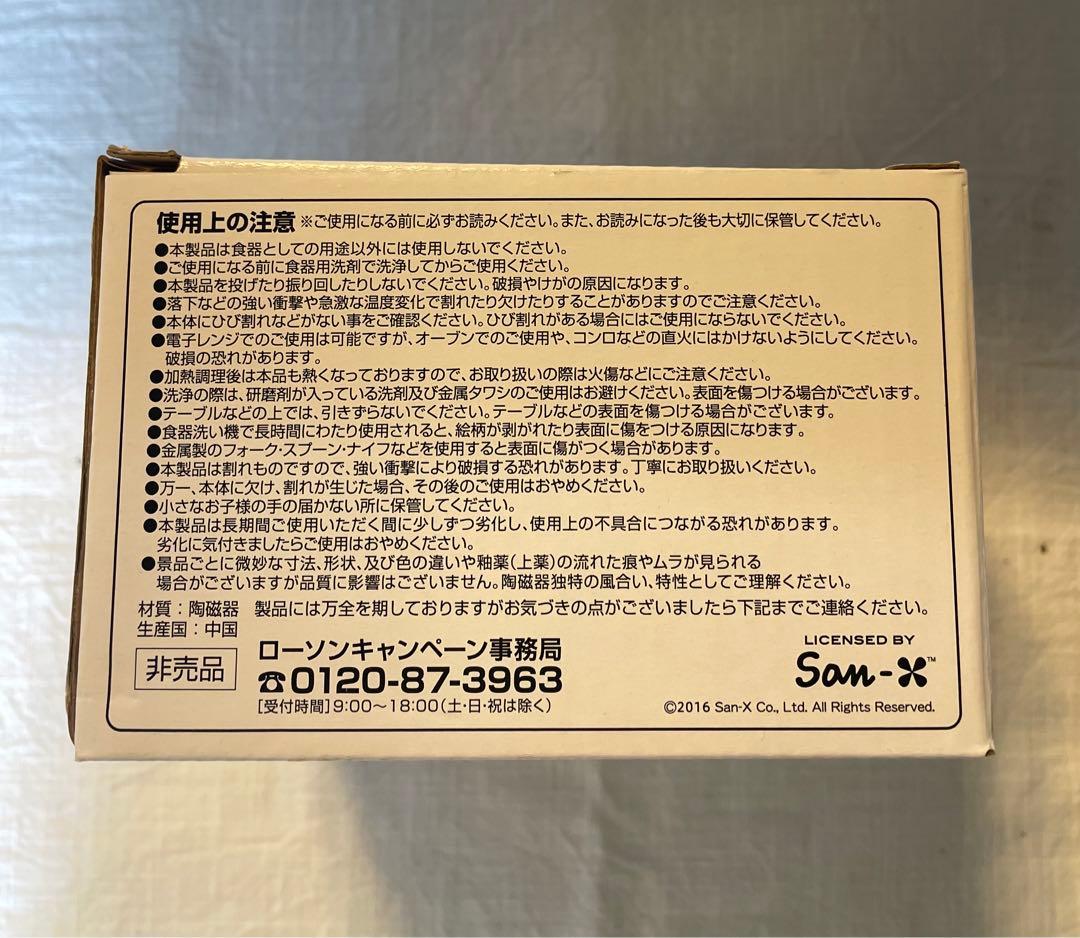 使用上の注意 ※ご使用になる前に必ずお読みください。また、お読みになった後も大切に保管してください。
●本製品は食器としての用途以外には使用しないでください。
●ご使用になる前に食器用洗剤で洗浄してからご使用ください。
●本製品を投げたり振り回したりしないでください。破損やけがの原因になります。
●落下などの強い衝撃や急激な温度変化で割れたり欠けたりすることがありますのでご注意ください。
●本体にひび割れなどがない事をご確認ください。ひび割れがある場合にはご使用にならないでください。
●電子レンジでのご使用は可能ですが、オーブンでのご使用や、コンロなどの直火にはかけないようにしてください。
破損の恐れがあります。
●加熱調理後は本品も熱くなっておりますので、お取り扱いの際は火傷などにご注意ください。
●洗浄の際は、研磨剤が入っている洗剤及び金属タワシのご使用はお避けください。表面を傷つける場合がございます。
●テーブルなどの上では、引きずらないでください。テーブルなどの表面を傷つける場合がございます。
●食器洗い機で長時間にわたり使用されると、絵柄が剥がれたり表面に傷をつける原因になります。
●金属製のフォーク・スプーン・ナイフなどを使用すると表面に傷がつく場合があります。
●本製品は割れものですので、強い衝撃により破損する恐れがあります。丁寧にお取り扱いください。
●万一、本体に欠け、割れが生じた場合、その後のご使用はおやめください。
●小さなお子様の手の届かない所に保管してください。
●本製品は長期間ご使用いただく間に少しずつ劣化し、使用上の不具合につながる恐れがあります。
劣化に気付きましたらご使用はおやめください。
●景品ごとに微妙な寸法、形状、及び色の違いや釉薬(上薬)の流れた痕やムラが見られる
場合がございますが品質に影響はございません。陶磁器独特の風合い、特性としてご理解ください。
材質:陶磁器 製品には万全を期しておりますがお気づきの点がございましたら下記までご連絡ください。
生産国:中国
非売品
ローソンキャンペーン事務局
☎0120-87-3963
[受付時間]9:00~18:00(土・日・祝は除く)
LICENSED BY
San-X™
©2016 San-X Co., Ltd. All Rights Reserved.